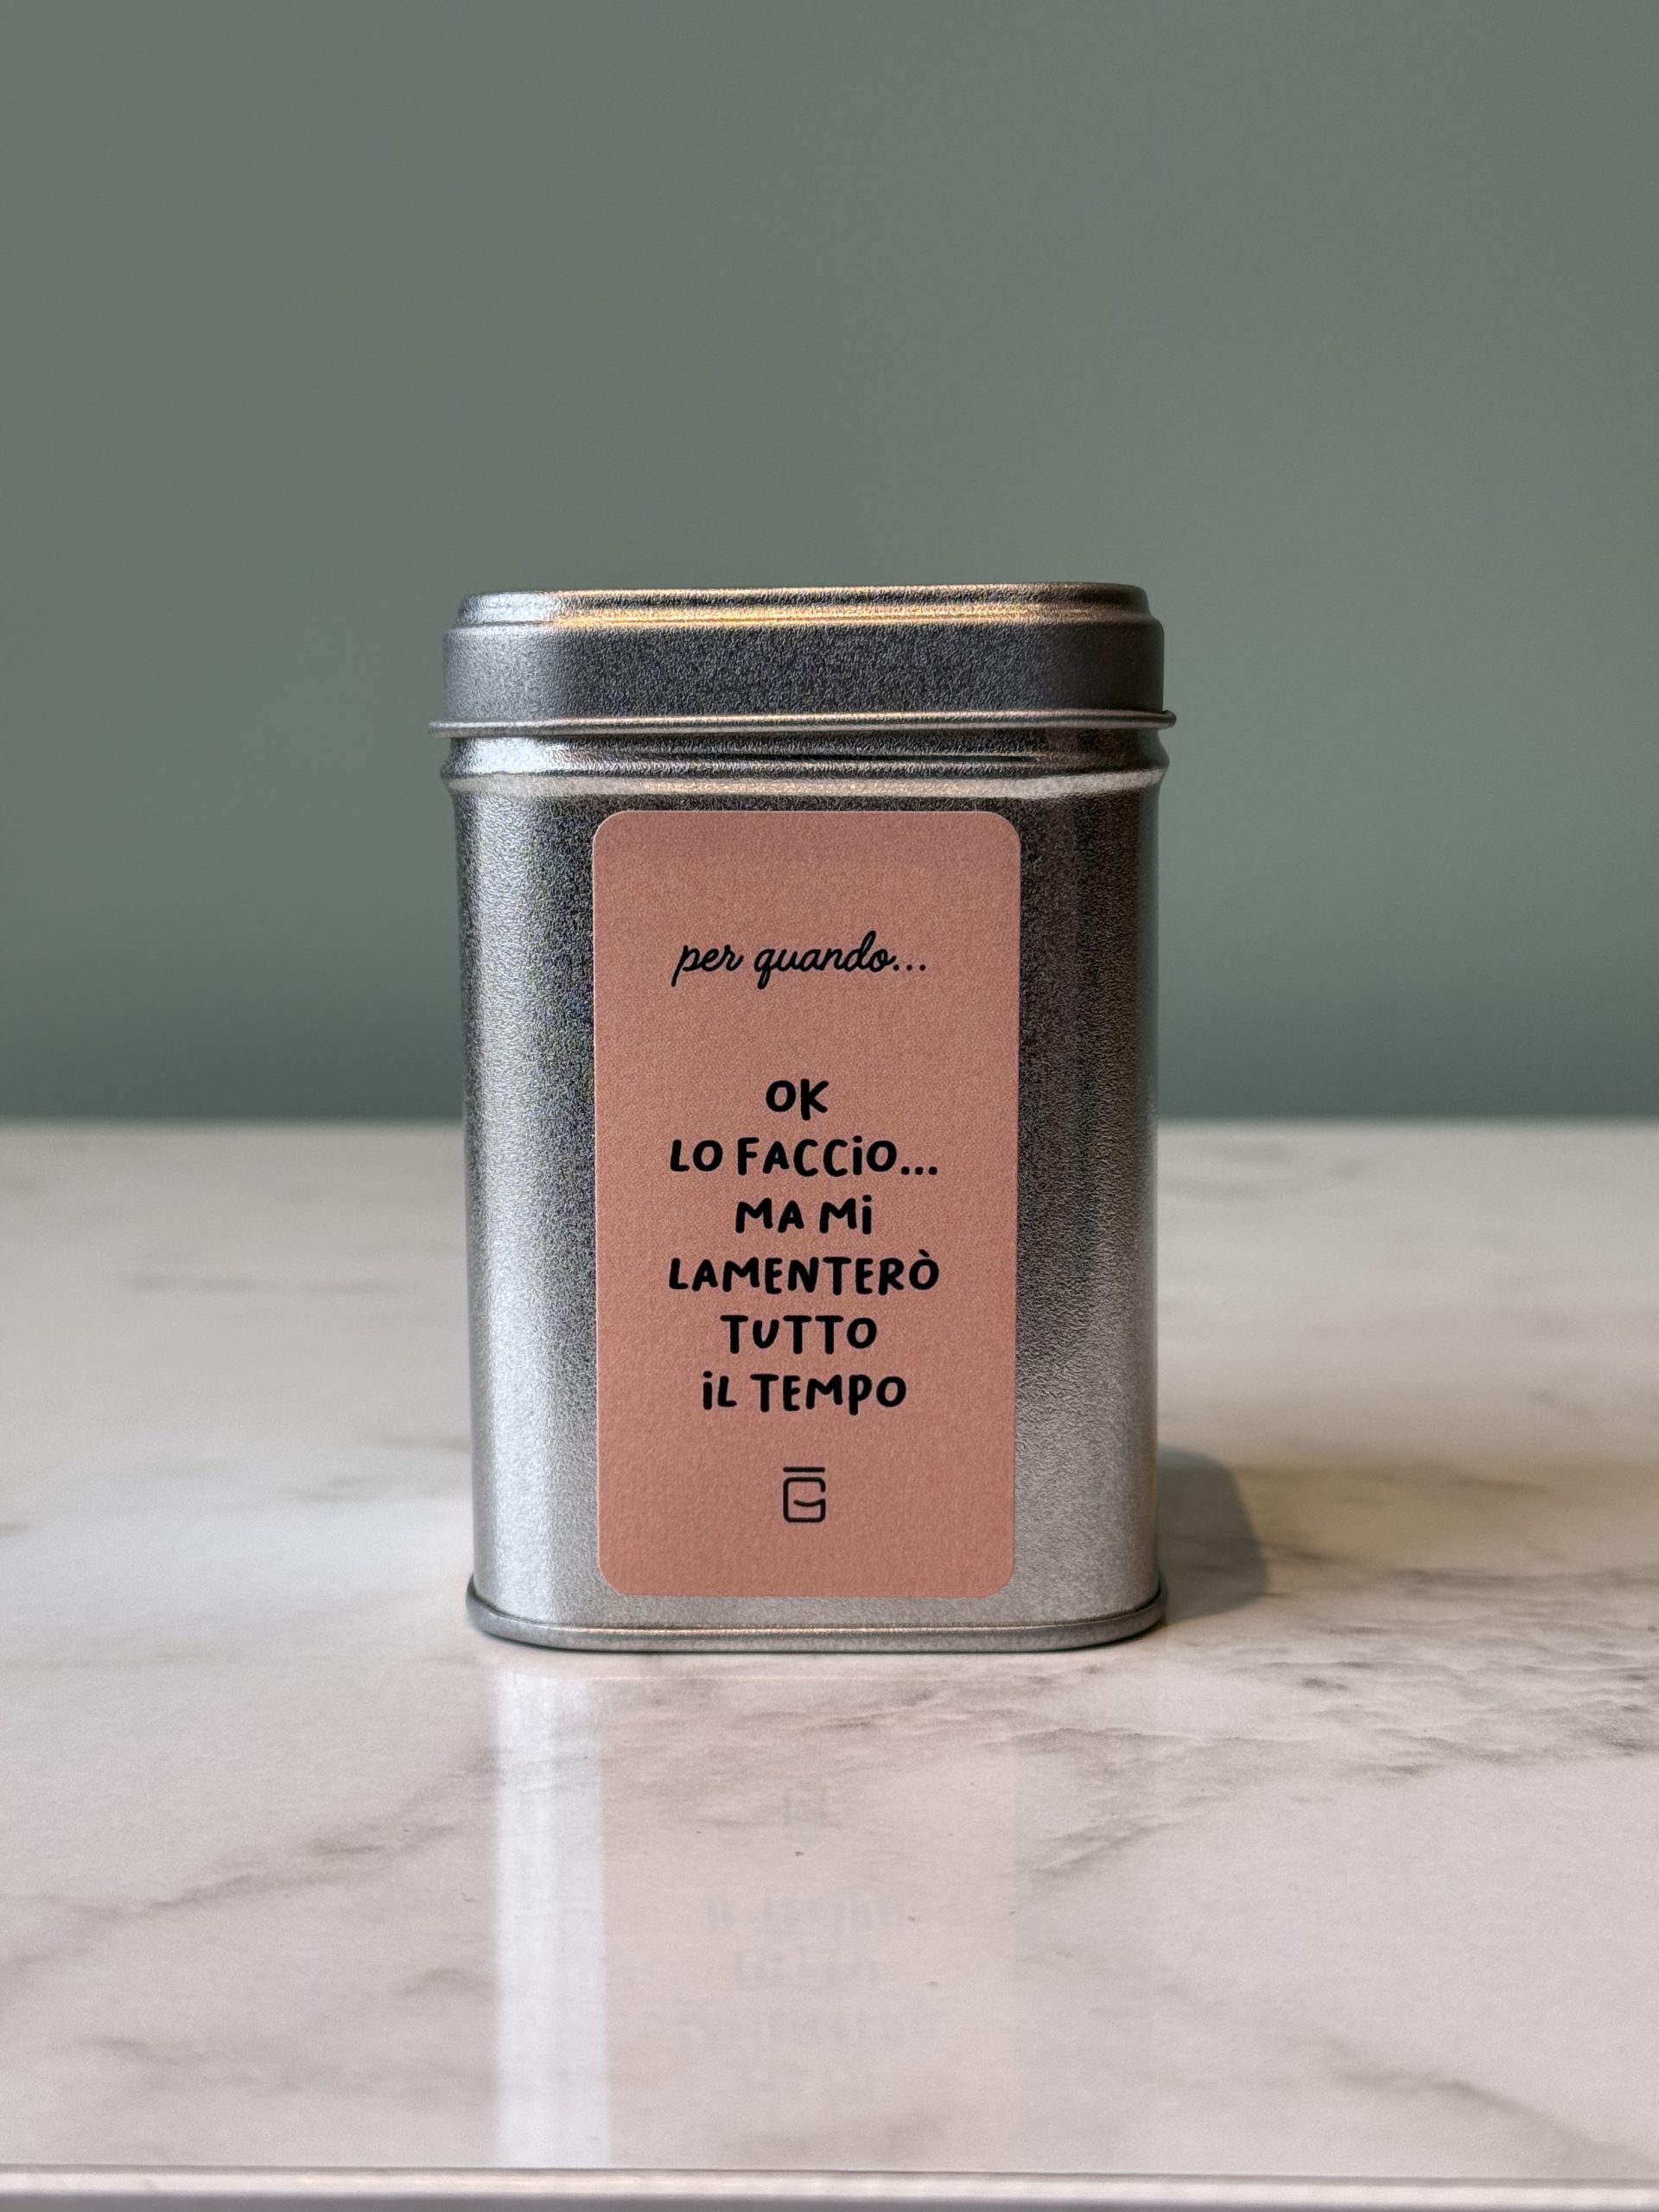 per quando...
OK
LO FACCiO...
MA Mi
LAMENTERÒ
TUTTO
iL TEMPO